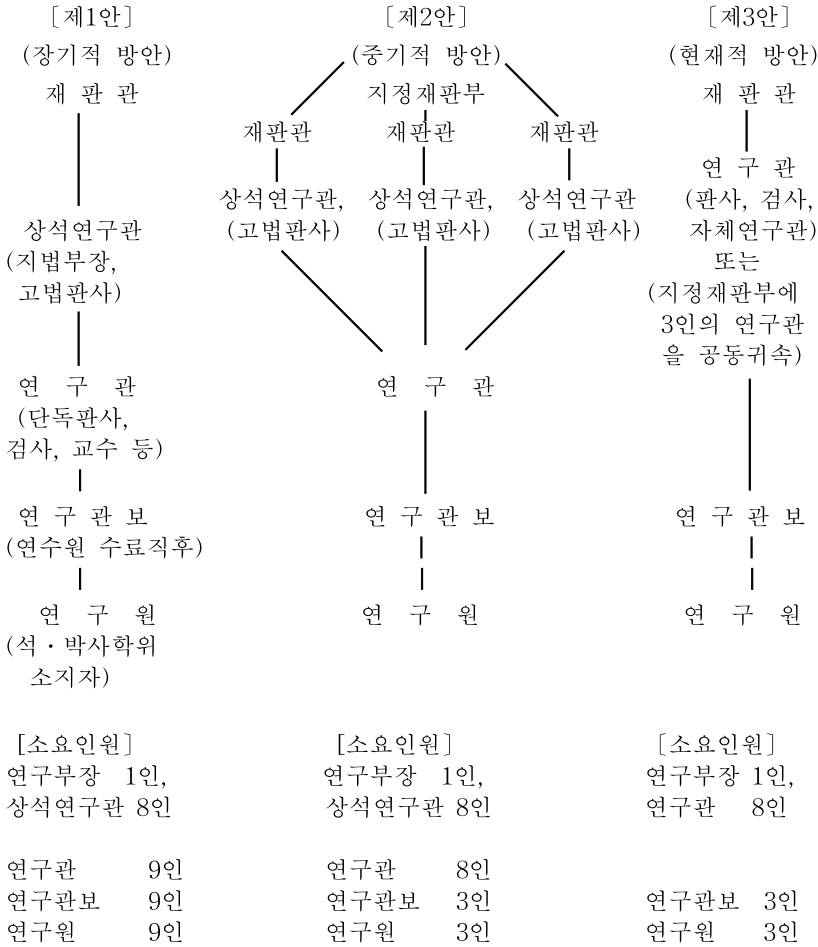 [제1안]
(장기적 방안)
재 판 관
상석연구관
(지법부장,
고법판사)
연 구 관
(단독판사,
검사, 교수 등)
연 구 관 보
(연수원 수료직후)
연 구 원
(석・박사학위
소지자)
[소요인원]
연구부장 1인,
상석연구관 8인
연구관 9인
연구관보 9인
연구원 9인
[제2안]
(중기적 방안)
지정재판부
재판관 재판관 재판관
상석연구관, 상석연구관, 상석연구관
(고법판사) (고법판사) (고법판사)
연 구 관
연 구 관 보
연 구 원
[소요인원]
연구부장 1인,
상석연구관 8인
연구관 8인
연구관보 3인
연구원 3인
[제3안]
(현재적 방안)
재 판 관
연 구 관
(판사, 검사,
자체연구관)
또는
(지정재판부에
3인의 연구관
을 공동귀속)
연 구 관 보
연 구 원
[소요인원]
연구부장 1인,
연구관 8인
연구관보 3인
연구원 3인